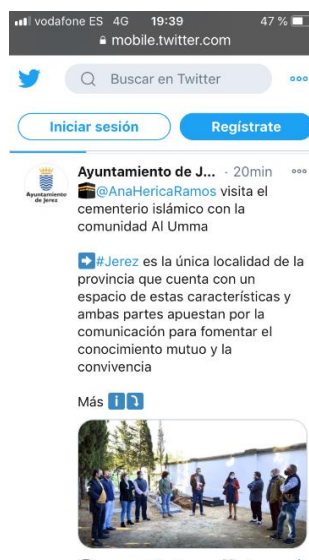 vodafone ES 4G 19:39 47 %
mobile.twitter.com
Buscar en Twitter
Iniciar sesión Regístrate
Ayuntamiento de J... · 20min
@AnaHericaRamos visita el
cementerio islámico con la
comunidad Al Umma
#Jerez es la única localidad de la
provincia que cuenta con un
espacio de estas características y
ambas partes apuestan por la
comunicación para fomentar el
conocimiento mutuo y la
convivencia
Más
Ayuntamiento
de Jerez